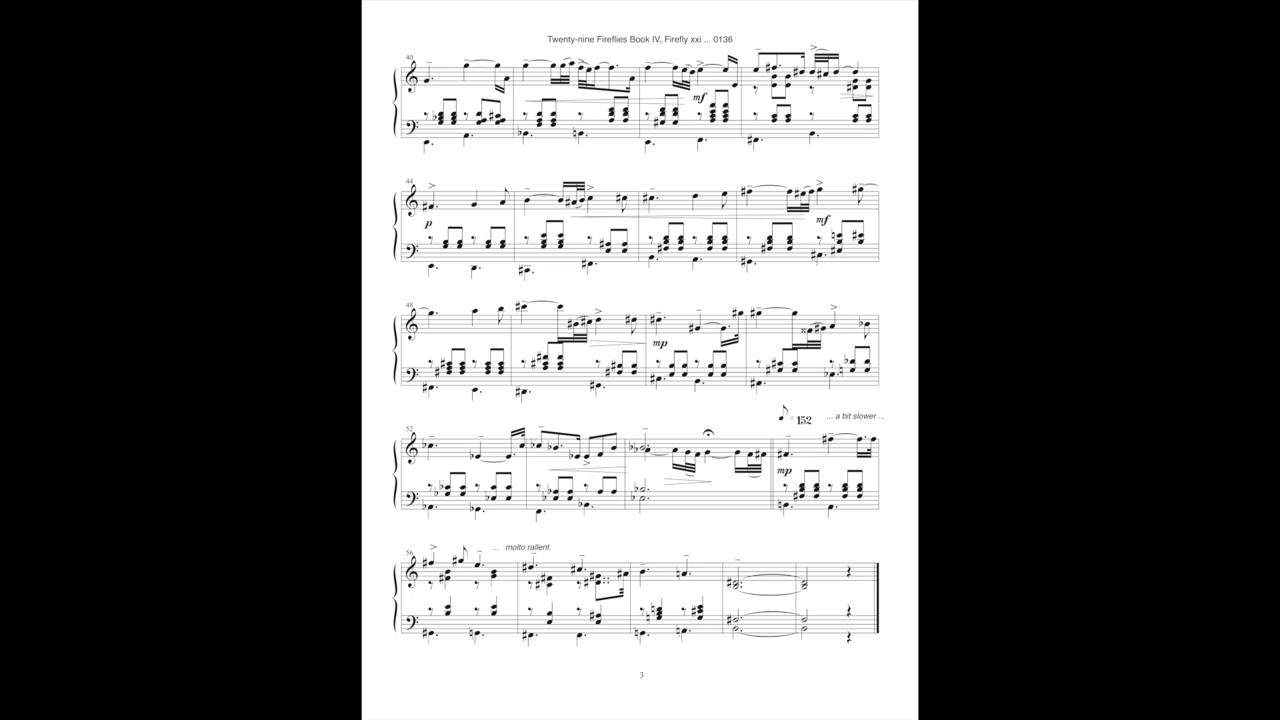 Twenty-nine Fireflies Book IV, Firefly xxi ... 0136
40
mf
44
p
mf
48
mp
= 152
... a bit slower ...
52
mp
... molto rallent.
56
3